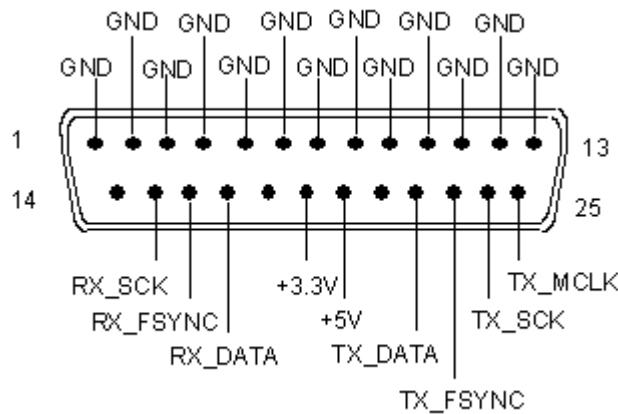 GND GND GND GND GND GND
GND GND GND GND GND GND GND
1 13
14 25
RX_SCK +3.3V TX_MCLK
RX_FSYNC +5V TX_SCK
RX_DATA TX_DATA
TX_FSYNC